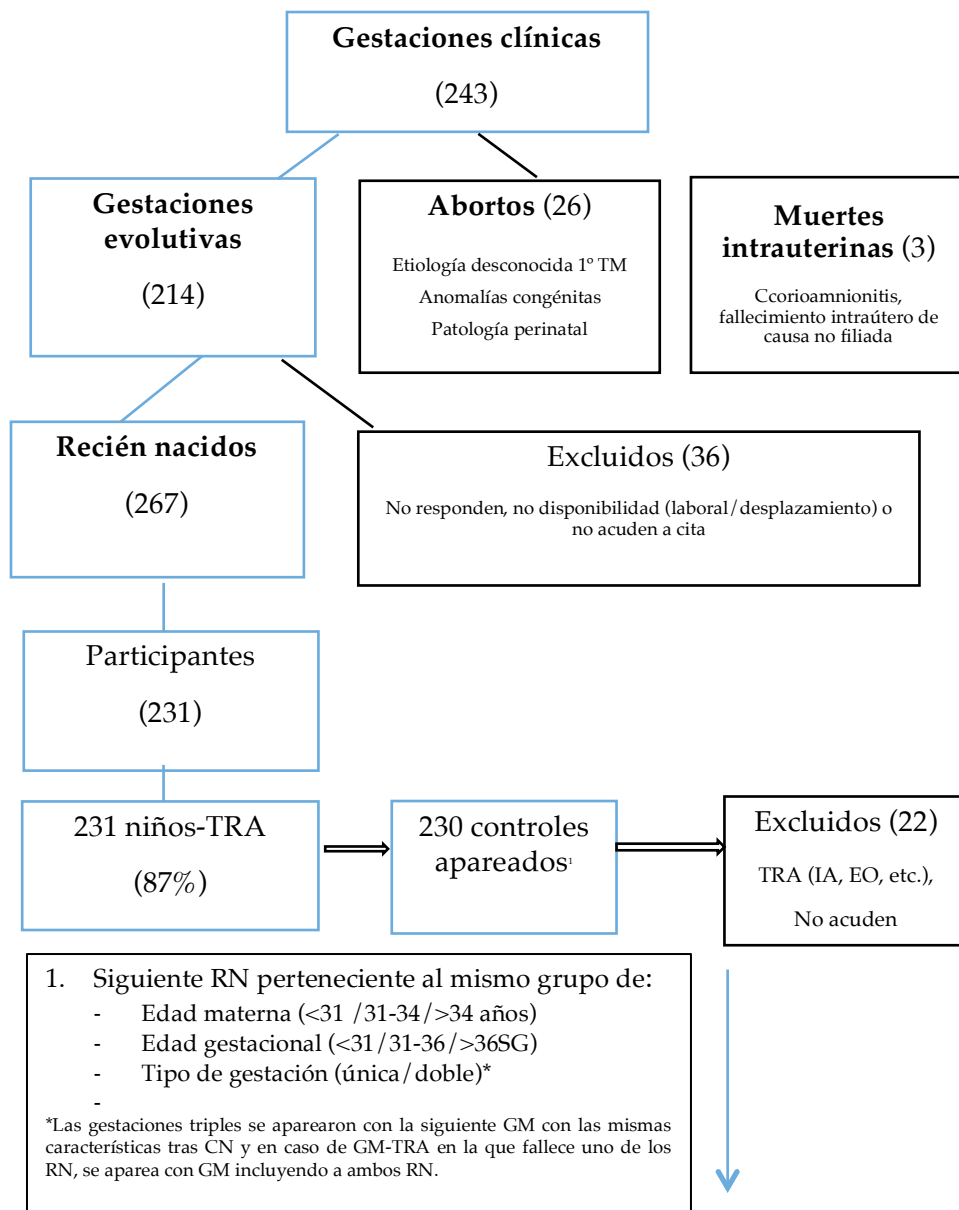 Gestaciones clínicas
(243)
Gestaciones
evolutivas
(214)
Abortos (26)
Etiología desconocida 1º TM
Anomalías congénitas
Patología perinatal
Muertes
intrauterinas (3)
Ccorioamnionitis,
fallecimiento intraútero de
causa no filiada
Recién nacidos
(267)
Excluidos (36)
No responden, no disponibilidad (laboral/desplazamiento) o
no acuden a cita
Participantes
(231)
231 niños-TRA
(87%)
230 controles
apareados¹
Excluidos (22)
TRA (IA, EO, etc.),
No acuden
1. Siguiente RN perteneciente al mismo grupo de:
- Edad materna (<31 /31-34/>34 años)
- Edad gestacional (<31/31-36/>36SG)
- Tipo de gestación (única/doble)*
-
*Las gestaciones triples se aparearon con la siguiente GM con las mismas
características tras CN y en caso de GM-TRA en la que fallece uno de los
RN, se aparea con GM incluyendo a ambos RN.